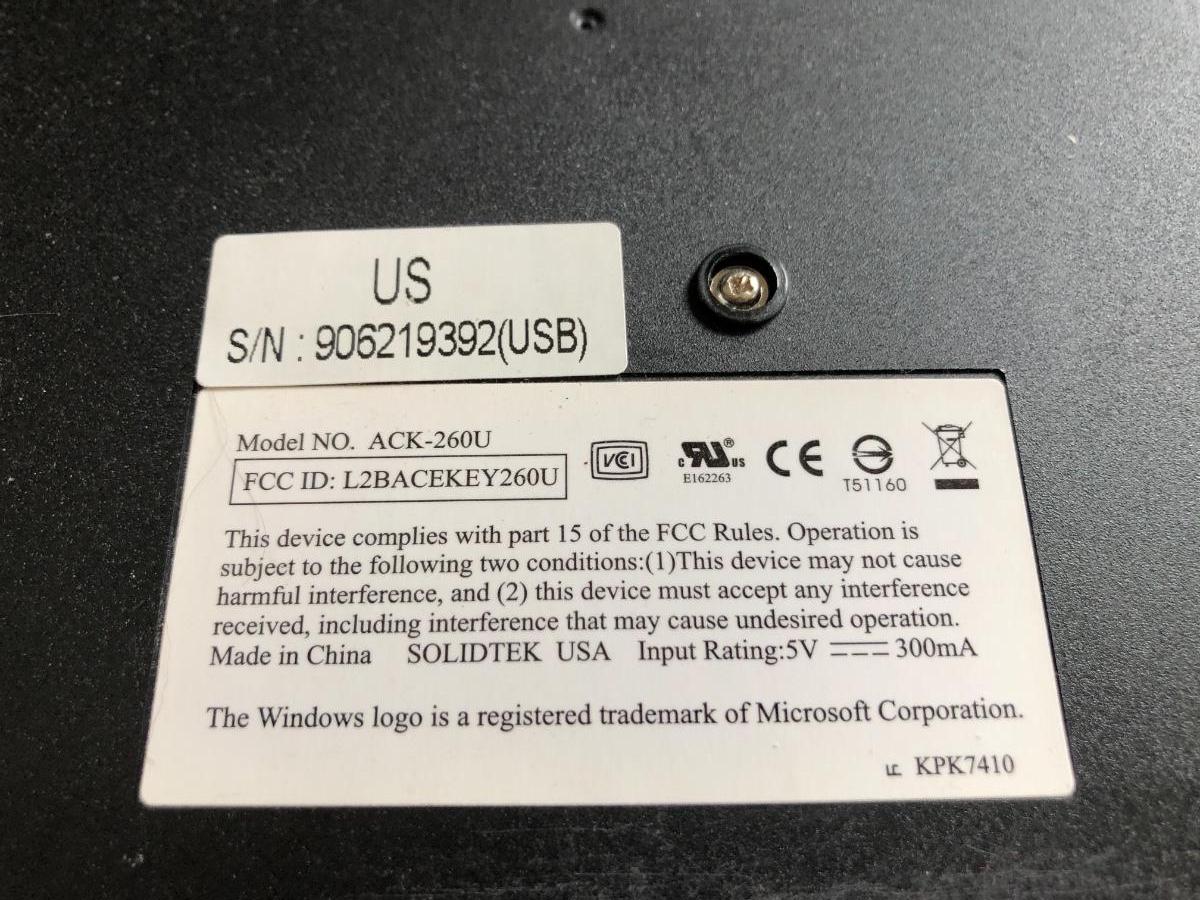 US
S/N : 906219392(USB)
Model NO. ACK-260U
FCC ID: L2BACEKEY260U
VCI
c RU US
E162263
CE
T51160
This device complies with part 15 of the FCC Rules. Operation is
subject to the following two conditions:(1)This device may not cause
harmful interference, and (2) this device must accept any interference
received, including interference that may cause undesired operation.
Made in China SOLIDTEK USA Input Rating:5V 300mA
The Windows logo is a registered trademark of Microsoft Corporation.
KPK7410